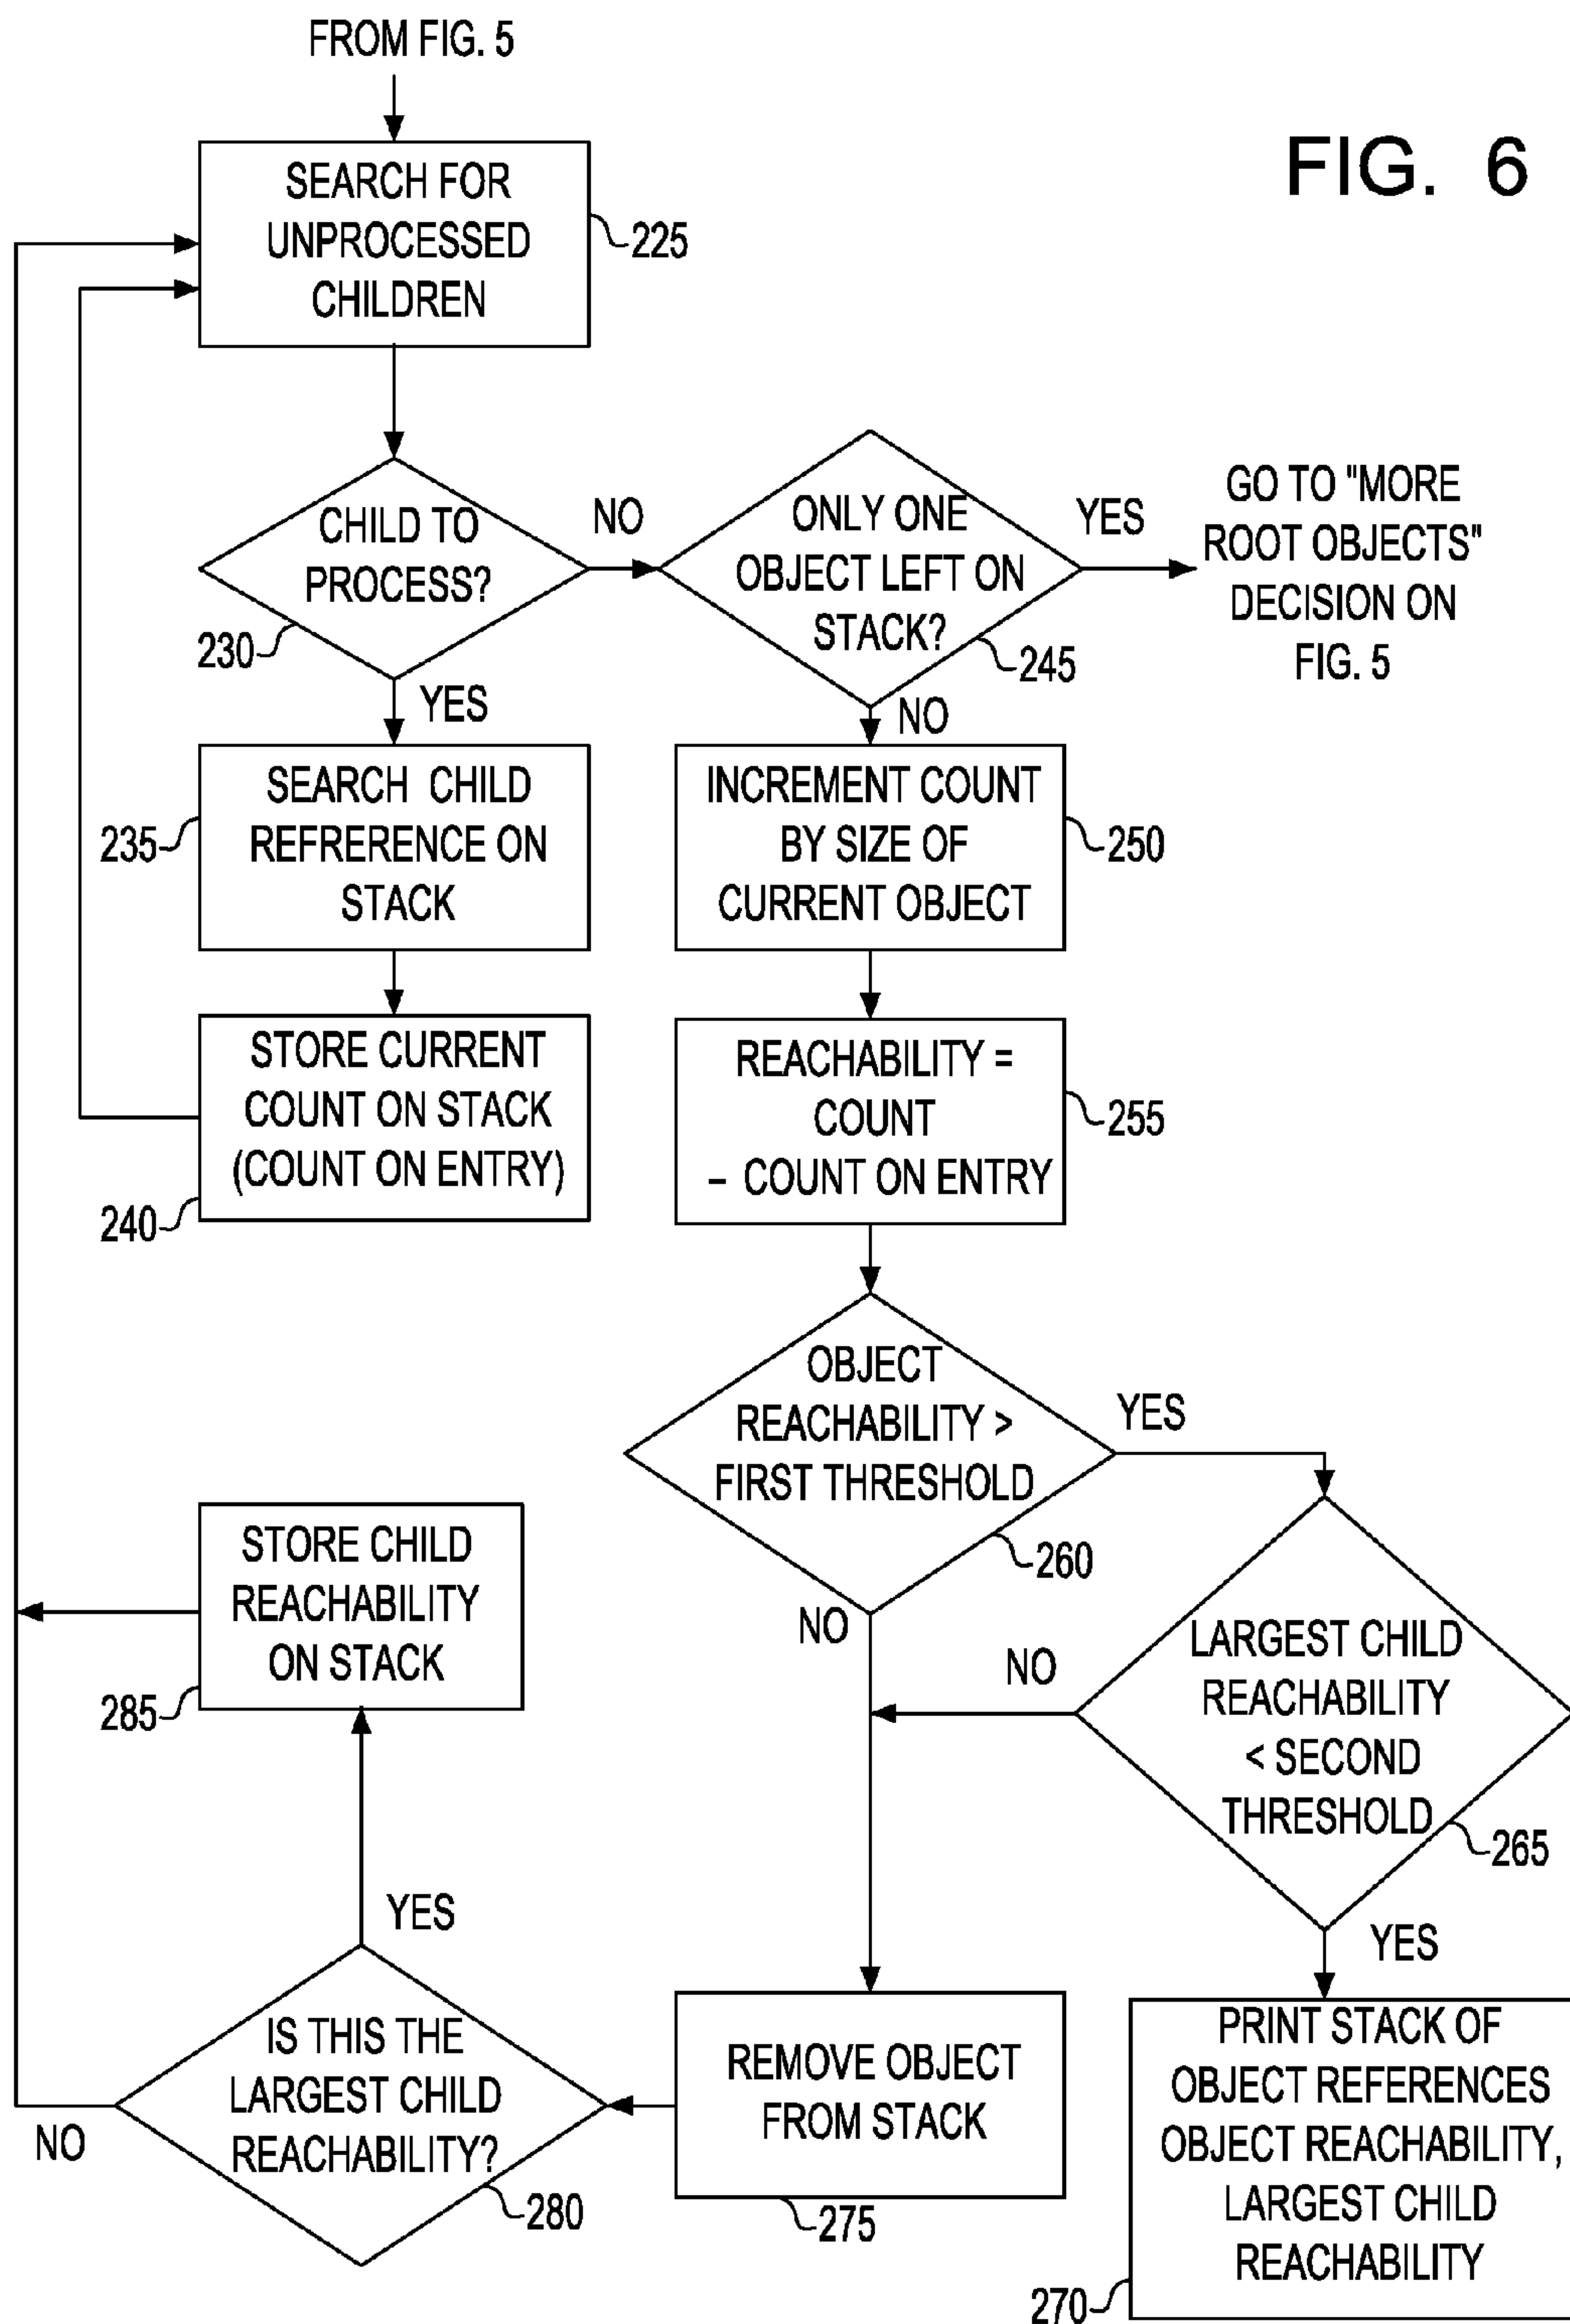 FROM FIG. 5
FIG. 6
SEARCH FOR
UNPROCESSED
CHILDREN
225
CHILD TO
PROCESS?
230
NO
YES
ONLY ONE
OBJECT LEFT ON
STACK?
245
YES
NO
GO TO "MORE
ROOT OBJECTS"
DECISION ON
FIG. 5
SEARCH CHILD
REFRERENCE ON
STACK
235
INCREMENT COUNT
BY SIZE OF
CURRENT OBJECT
250
STORE CURRENT
COUNT ON STACK
(COUNT ON ENTRY)
240
REACHABILITY =
COUNT
– COUNT ON ENTRY
255
OBJECT
REACHABILITY >
FIRST THRESHOLD
260
YES
NO
LARGEST CHILD
REACHABILITY
< SECOND
THRESHOLD
265
NO
YES
STORE CHILD
REACHABILITY
ON STACK
285
YES
IS THIS THE
LARGEST CHILD
REACHABILITY?
280
NO
REMOVE OBJECT
FROM STACK
275
PRINT STACK OF
OBJECT REFERENCES
OBJECT REACHABILITY,
LARGEST CHILD
REACHABILITY
270